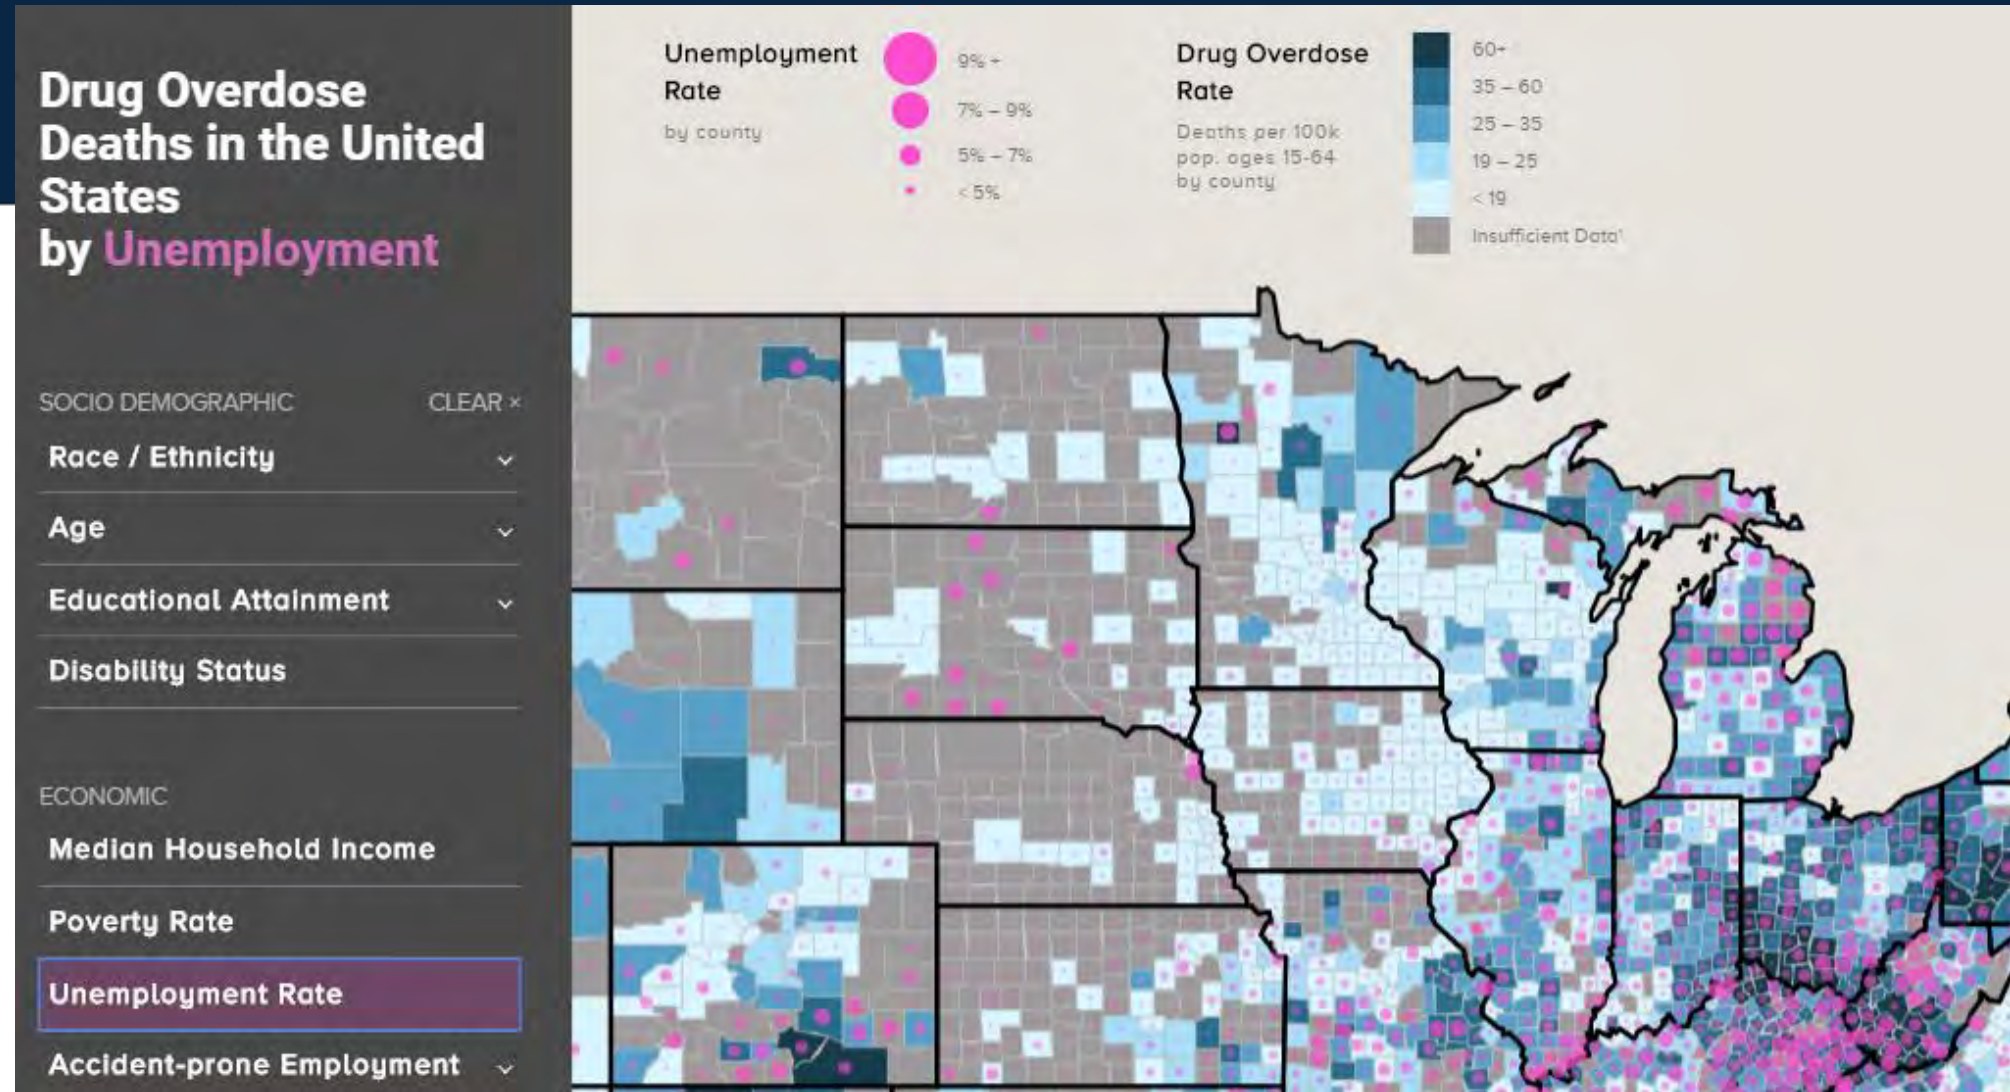 Drug Overdose
Deaths in the United
States
by Unemployment
SOCIO DEMOGRAPHIC CLEAR ×
Race / Ethnicity
Age
Educational Attainment
Disability Status
ECONOMIC
Median Household Income
Poverty Rate
Unemployment Rate
Accident-prone Employment
Unemployment
Rate
by county
9% +
7% – 9%
5% – 7%
< 5%
Drug Overdose
Rate
Deaths per 100k
pop. ages 15-64
by county
60+
35 – 60
25 – 35
19 – 25
< 19
Insufficient Data¹